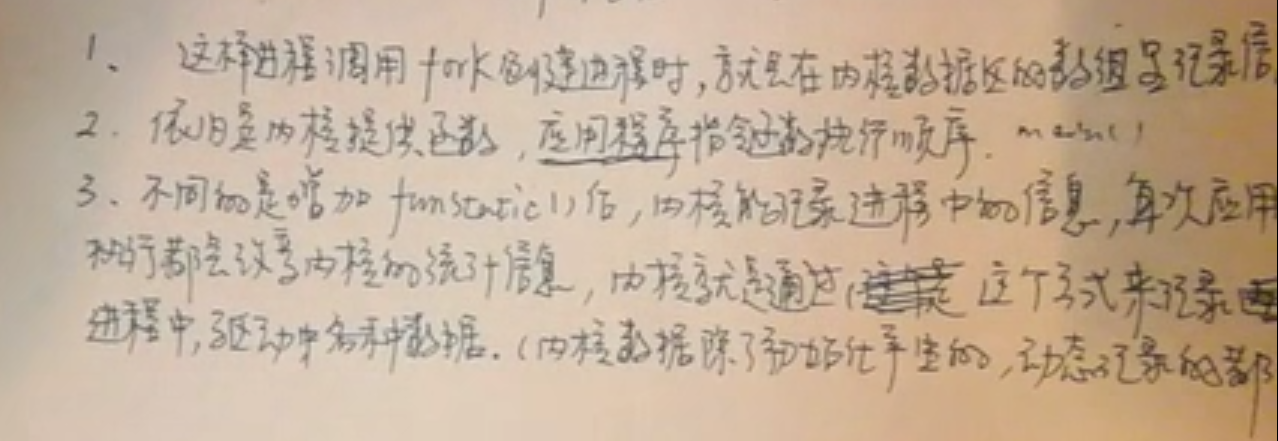 1、 这样进程调用fork创建进程时，就是在内核数据区的数组里记录信
2. 依旧是内核提供函数，应用程序指令函数执行顺序. main()
3、不同的是增加 funstatic()后，内核能记录进程中的信息，每次应用
执行都会改写内核的统计信息，内核就是通过 这个方式来记录
进程中，驱动中各种数据.（内核数据除了初始化产生的，动态记录的都